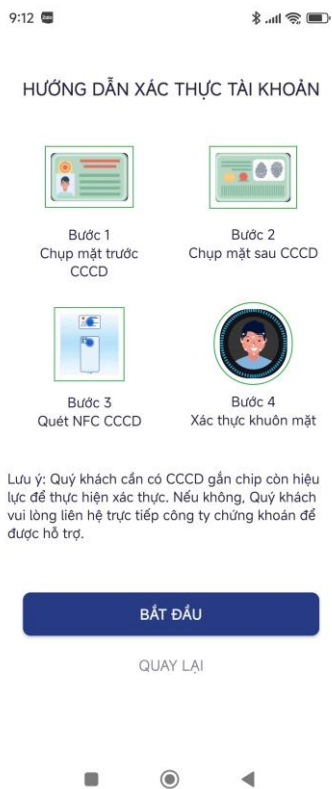 9:12 Zalo
HƯỚNG DẪN XÁC THỰC TÀI KHOẢN
Bước 1
Chụp mặt trước
CCCD
Bước 2
Chụp mặt sau CCCD
Bước 3
Quét NFC CCCD
Bước 4
Xác thực khuôn mặt
Lưu ý: Quý khách cần có CCCD gắn chip còn hiệu
lực để thực hiện xác thực. Nếu không, Quý khách
vui lòng liên hệ trực tiếp công ty chứng khoán để
được hỗ trợ.
BẮT ĐẦU
QUAY LẠI